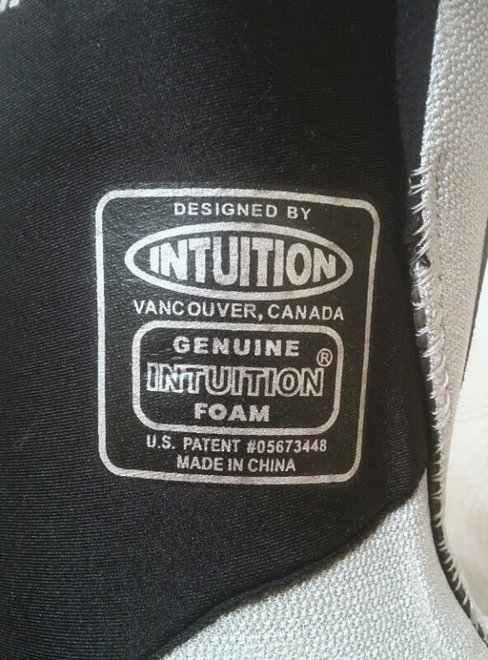 DESIGNED BY
INTUITION
VANCOUVER, CANADA
GENUINE
INTUITION®
FOAM
U.S. PATENT #05673448
MADE IN CHINA